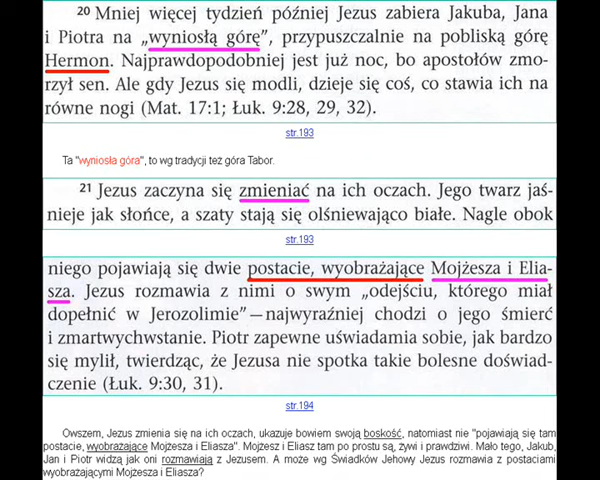 20 Mniej więcej tydzień później Jezus zabiera Jakuba, Jana
i Piotra na „wyniosłą górę”, przypuszczalnie na pobliską górę
Hermon. Najprawdopodobniej jest już noc, bo apostołów zmo-
rzył sen. Ale gdy Jezus się modli, dzieje się coś, co stawia ich na
równe nogi (Mat. 17:1; Łuk. 9:28, 29, 32).
str.193
Ta "wyniosła góra", to wg tradycji też góra Tabor.
21 Jezus zaczyna się zmieniać na ich oczach. Jego twarz jaś-
nieje jak słońce, a szaty stają się olśniewająco białe. Nagle obok
str.193
niego pojawiają się dwie postacie, wyobrażające Mojżesza i Elia-
sza. Jezus rozmawia z nimi o swym „odejściu, którego miał
dopełnić w Jerozolimie”—najwyraźniej chodzi o jego śmierć
i zmartwychwstanie. Piotr zapewne uświadamia sobie, jak bardzo
się mylił, twierdząc, że Jezusa nie spotka takie bolesne doświad-
czenie (Łuk. 9:30, 31).
str.194
Owszem, Jezus zmienia się na ich oczach, ukazuje bowiem swoją boskość, natomiast nie "pojawiają się tam
postacie, wyobrażające Mojżesza i Eliasza". Mojzesz i Eliasz tam po prostu są, żywi i prawdziwi. Mało tego, Jakub,
Jan i Piotr widzą jak oni rozmawiają z Jezusem. A może wg Świadków Jehowy Jezus rozmawia z postaciami
wyobrażającymi Mojżesza i Eliasza?